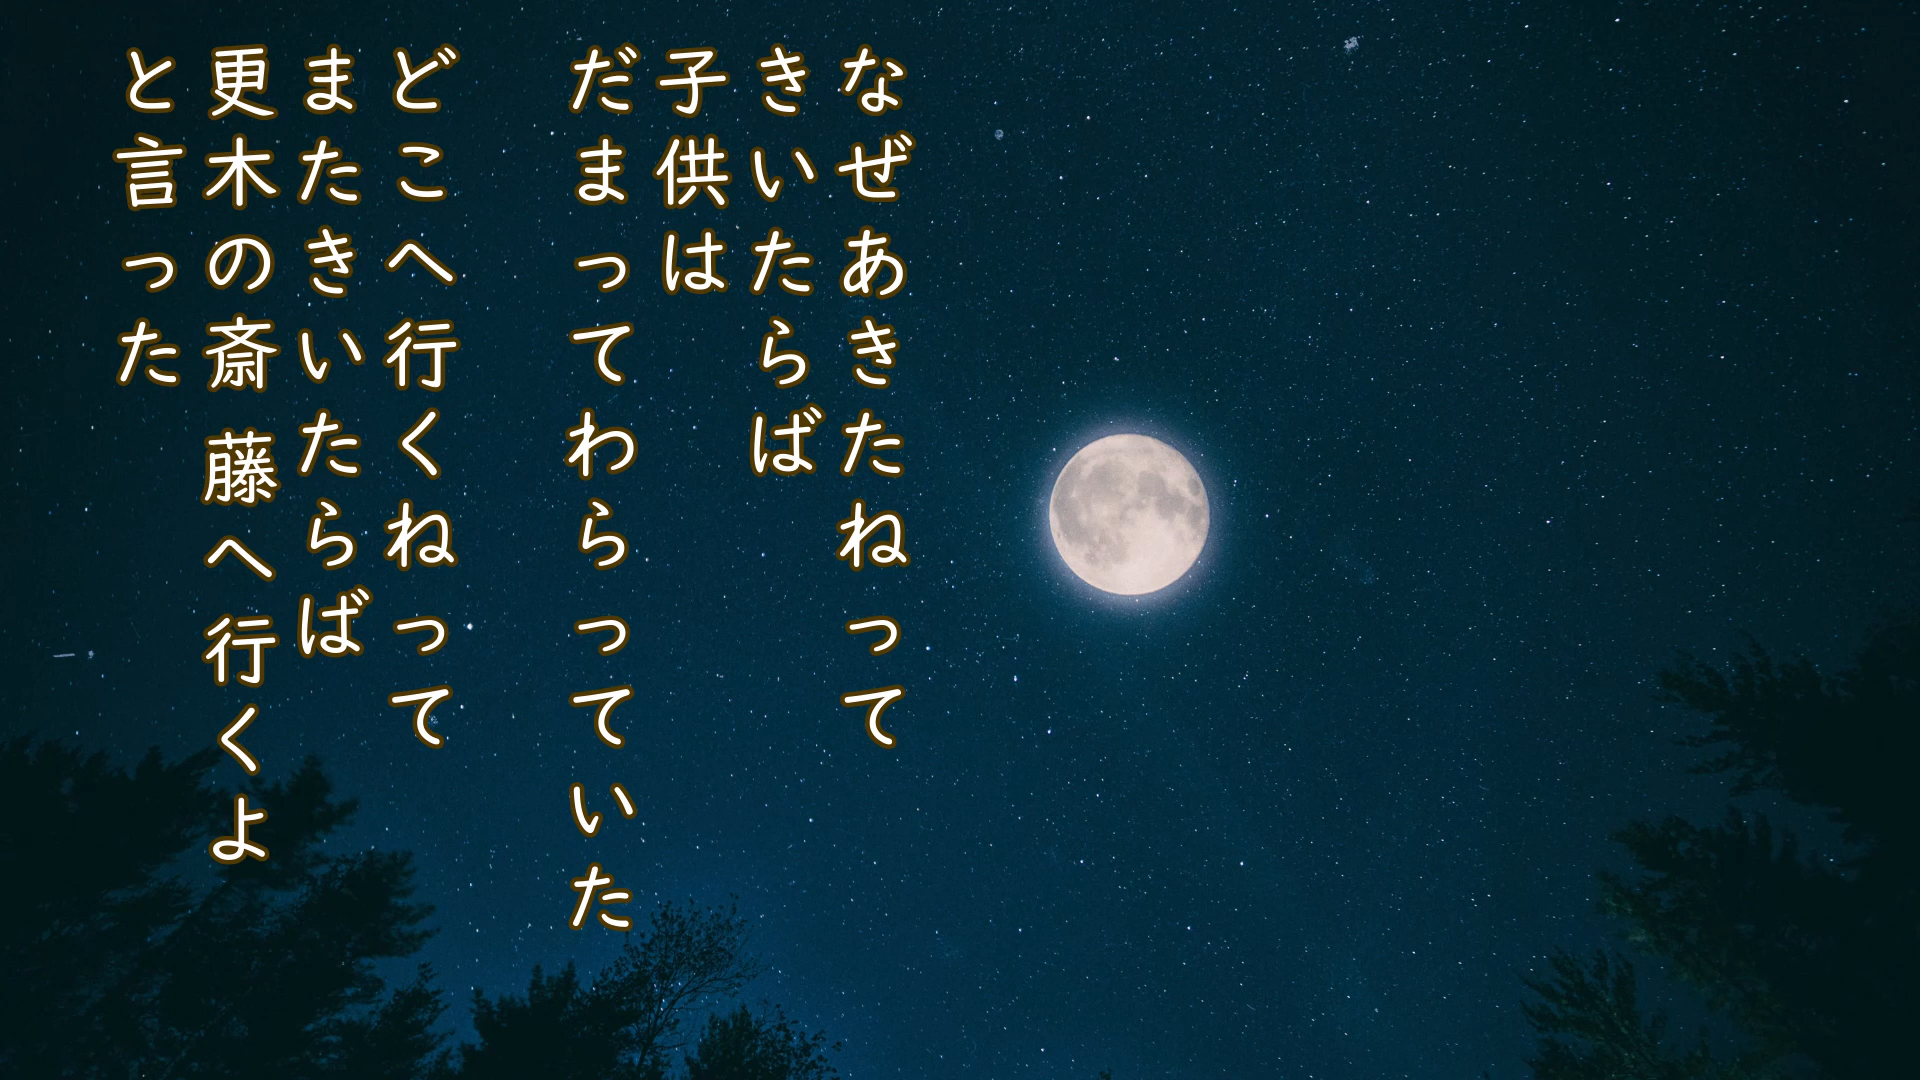 なぜあきたねって
きいたらば
子供は
だまってわらっていた
どこへ行くねって
またきいたらば
更木の斎藤へ行くよ
と言った